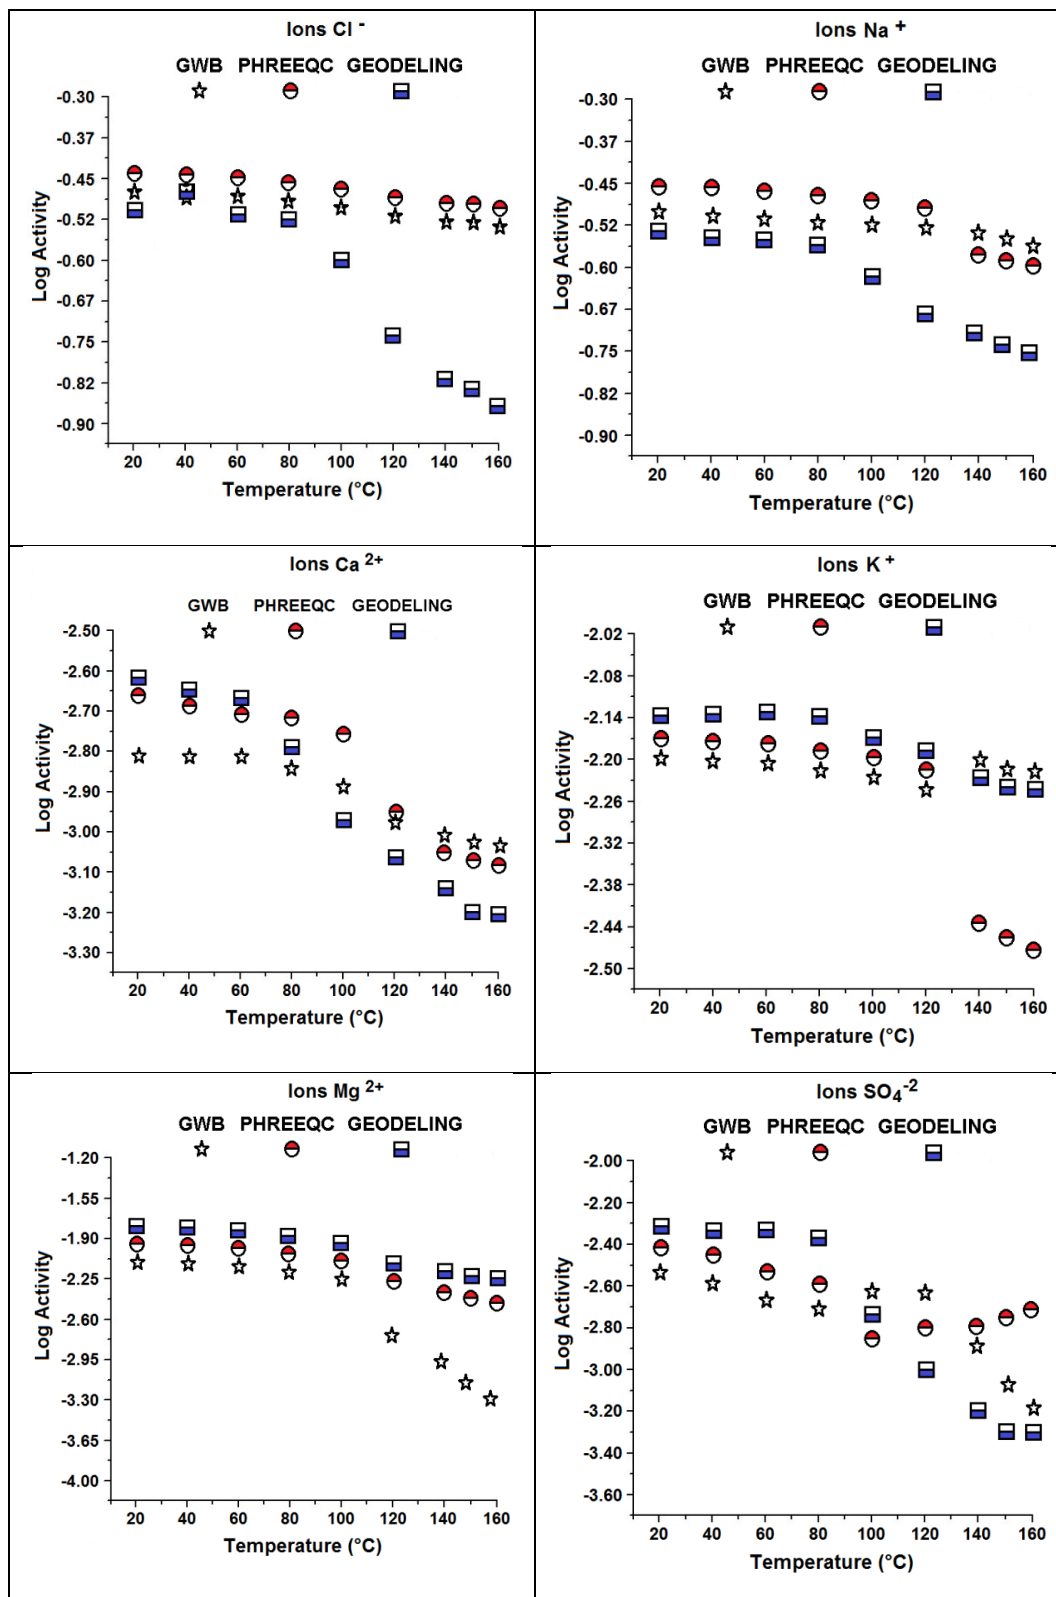 Ions Cl -
GWB PHREEQC GEODELING
-0.30
-0.37
-0.45
-0.52
-0.60
-0.67
-0.75
-0.82
-0.90
Log Activity
20 40 60 80 100 120 140 160
Temperature (°C)
Ions Na +
GWB PHREEQC GEODELING
-0.30
-0.37
-0.45
-0.52
-0.60
-0.67
-0.75
-0.82
-0.90
Log Activity
20 40 60 80 100 120 140 160
Temperature (°C)
Ions Ca 2+
GWB PHREEQC GEODELING
-2.50
-2.60
-2.70
-2.80
-2.90
-3.00
-3.10
-3.20
-3.30
Log Activity
20 40 60 80 100 120 140 160
Temperature (°C)
Ions K +
GWB PHREEQC GEODELING
-2.02
-2.08
-2.14
-2.20
-2.26
-2.32
-2.38
-2.44
-2.50
Log Activity
20 40 60 80 100 120 140 160
Temperature (°C)
Ions Mg 2+
GWB PHREEQC GEODELING
-1.20
-1.55
-1.90
-2.25
-2.60
-2.95
-3.30
-3.65
-4.00
Log Activity
20 40 60 80 100 120 140 160
Temperature (°C)
Ions SO4-2
GWB PHREEQC GEODELING
-2.00
-2.20
-2.40
-2.60
-2.80
-3.00
-3.20
-3.40
-3.60
Log Activity
20 40 60 80 100 120 140 160
Temperature (°C)